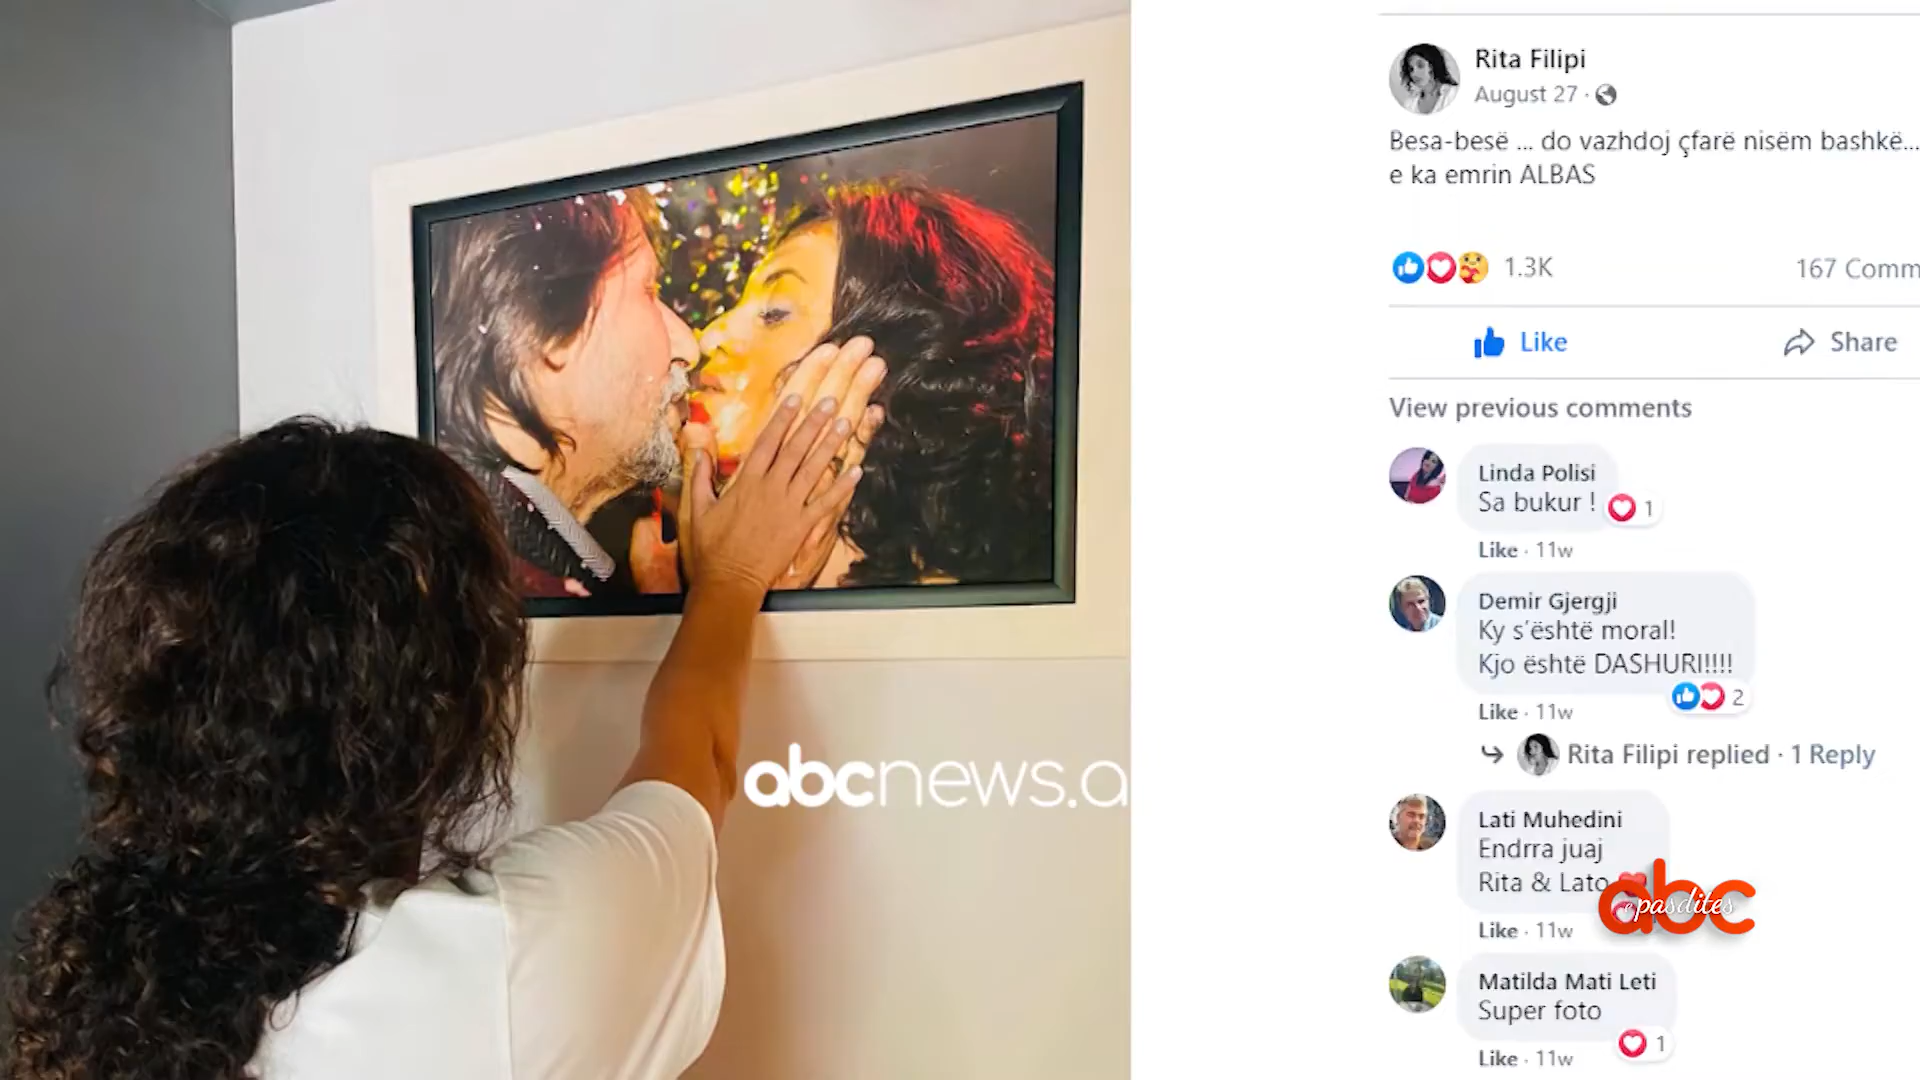 Rita Filipi
August 27 ·
Besa-besë ... do vazhdoj çfarë nisëm bashkë...
e ka emrin ALBAS
1.3K
167 Comm
Like
Share
View previous comments
Linda Polisi
Sa bukur !
1
Like · 11w
Demir Gjergji
Ky s'është moral!
Kjo është DASHURI!!!!
2
Like · 11w
Rita Filipi replied · 1 Reply
Lati Muhedini
Endrra juaj
Rita & Lato
Like · 11w
Matilda Mati Leti
Super foto
1
Like · 11w
abcnews.a
abc
e pasdites